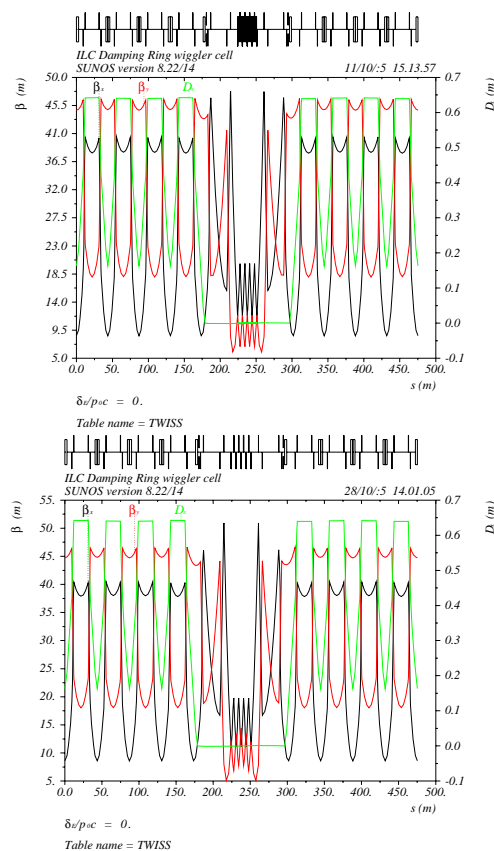 ILC Damping Ring wiggler cell
SUNOS version 8.22/14 11/10/:5 15.13.57
β (m)
βx βy Dx
Dx (m)
50.0
45.5
41.0
36.5
32.0
27.5
23.0
18.5
14.0
9.5
5.0
0.7
0.6
0.5
0.4
0.3
0.2
0.1
0.0
-0.1
0.0 50. 100. 150. 200. 250. 300. 350. 400. 450. 500.
s (m)
δE/p0c = 0.
Table name = TWISS
ILC Damping Ring wiggler cell
SUNOS version 8.22/14 28/10/:5 14.01.05
β (m)
βx βy Dx
Dx (m)
55.
50.
45.
40.
35.
30.
25.
20.
15.
10.
5.
0.7
0.6
0.5
0.4
0.3
0.2
0.1
0.0
-0.1
0.0 50. 100. 150. 200. 250. 300. 350. 400. 450. 500.
s (m)
δE/p0c = 0.
Table name = TWISS